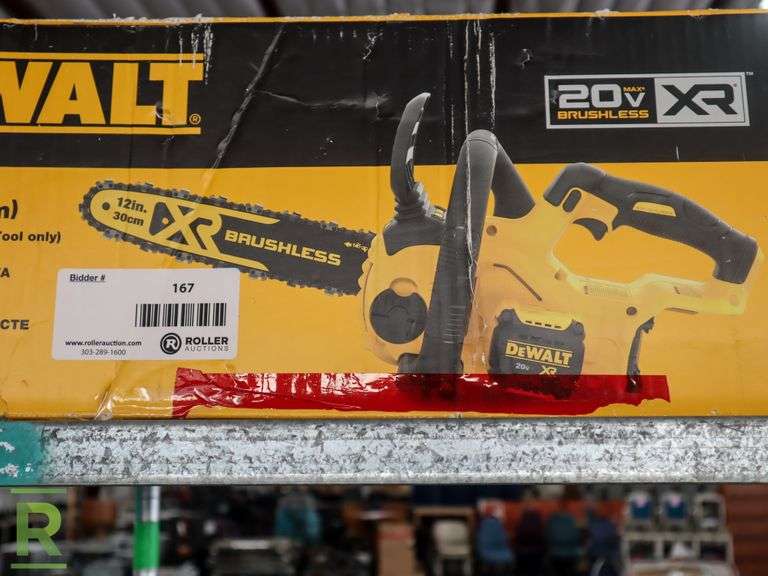 WALT®
20V MAX* XR™
BRUSHLESS
12in.
30cm
XR BRUSHLESS
m)
Tool only)
CTE
Bidder #
167
www.rollerauction.com
303-289-1600
R ROLLER
AUCTIONS
DEWALT
20v XR
R